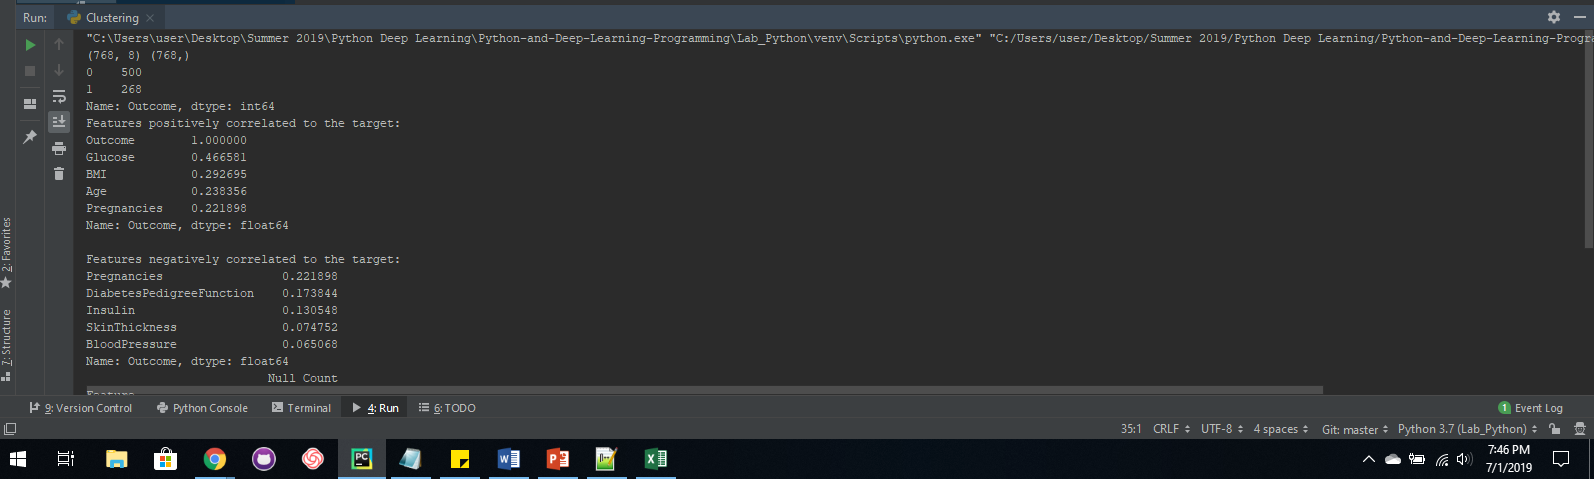 Run: Clustering
"C:\Users\user\Desktop\Summer 2019\Python Deep Learning\Python-and-Deep-Learning-Programming\Lab_Python\venv\Scripts\python.exe" "C:/Users/user/Desktop/Summer 2019/Python Deep Learning/Python-and-Deep-Learning-Progra
(768, 8) (768,)
0    500
1    268
Name: Outcome, dtype: int64
Features positively correlated to the target:
Outcome        1.000000
Glucose        0.466581
BMI            0.292695
Age            0.238356
Pregnancies    0.221898
Name: Outcome, dtype: float64
Features negatively correlated to the target:
Pregnancies                 0.221898
DiabetesPedigreeFunction    0.173844
Insulin                     0.130548
SkinThickness               0.074752
BloodPressure               0.065068
Name: Outcome, dtype: float64
Null Count
Feature
2: Favorites
7: Structure
9: Version Control Python Console Terminal 4: Run 6: TODO 1 Event Log
35:1 CRLF UTF-8 4 spaces Git: master Python 3.7 (Lab_Python)
PC W P X
7:46 PM
7/1/2019